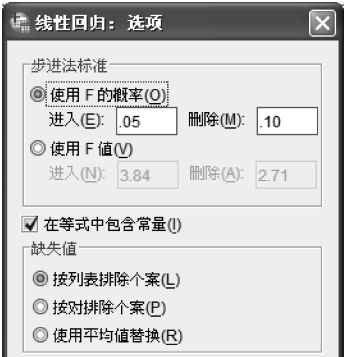 线性回归：选项
步进法标准
使用 F 的概率(O)
进入(E): .05 删除(M): .10
使用 F 值(V)
进入(N): 3.84 删除(A): 2.71
在等式中包含常量(I)
缺失值
按列表排除个案(L)
按对排除个案(P)
使用平均值替换(R)